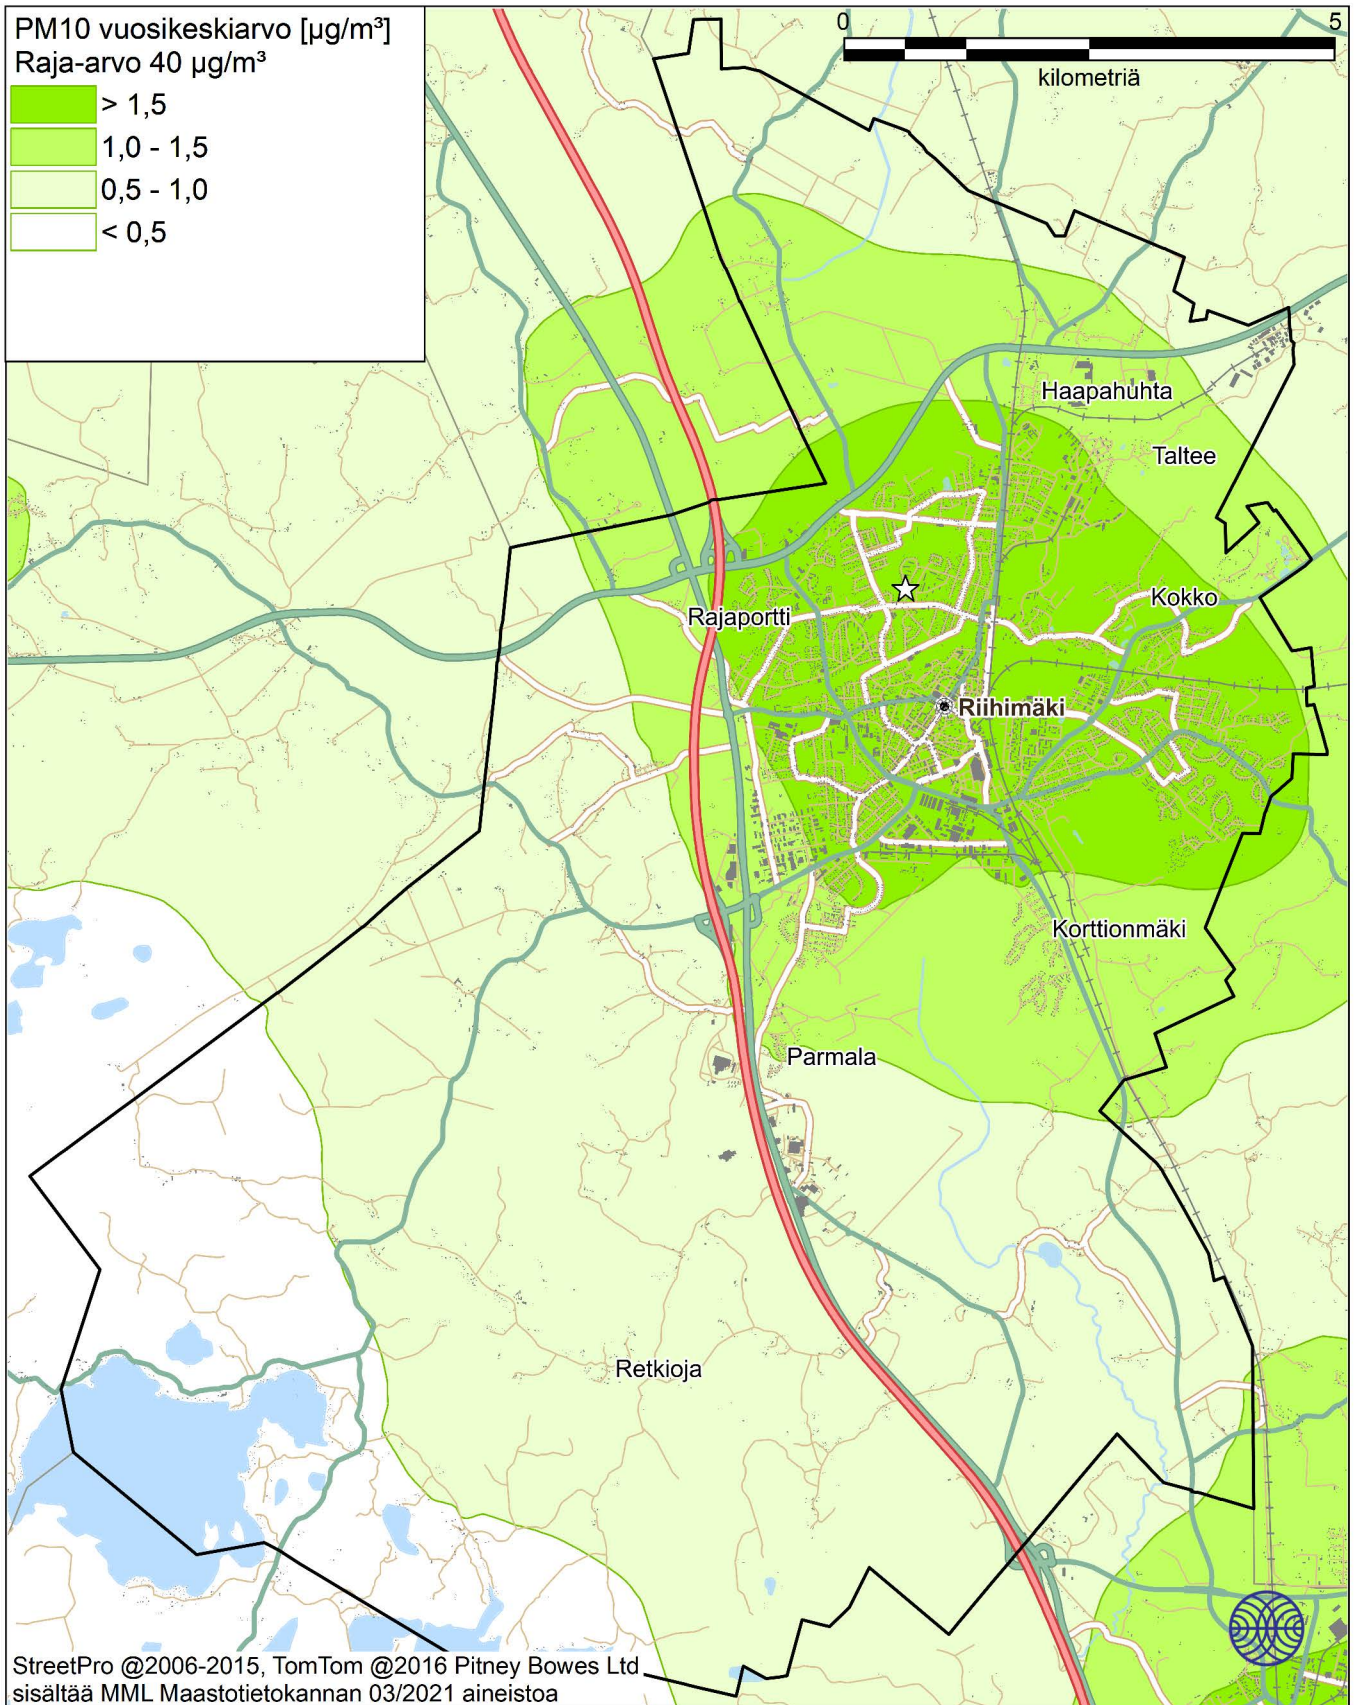 PM10 vuosikeskiarvo [µg/m³]
Raja-arvo 40 µg/m³
> 1,5
1,0 - 1,5
0,5 - 1,0
< 0,5
0
5
kilometriä
Haapahuhta
Taltee
Kokko
Rajaportti
Riihimäki
Korttionmäki
Parmala
Retkioja
StreetPro @2006-2015, TomTom @2016 Pitney Bowes Ltd
sisältää MML Maastotietokannan 03/2021 aineistoa